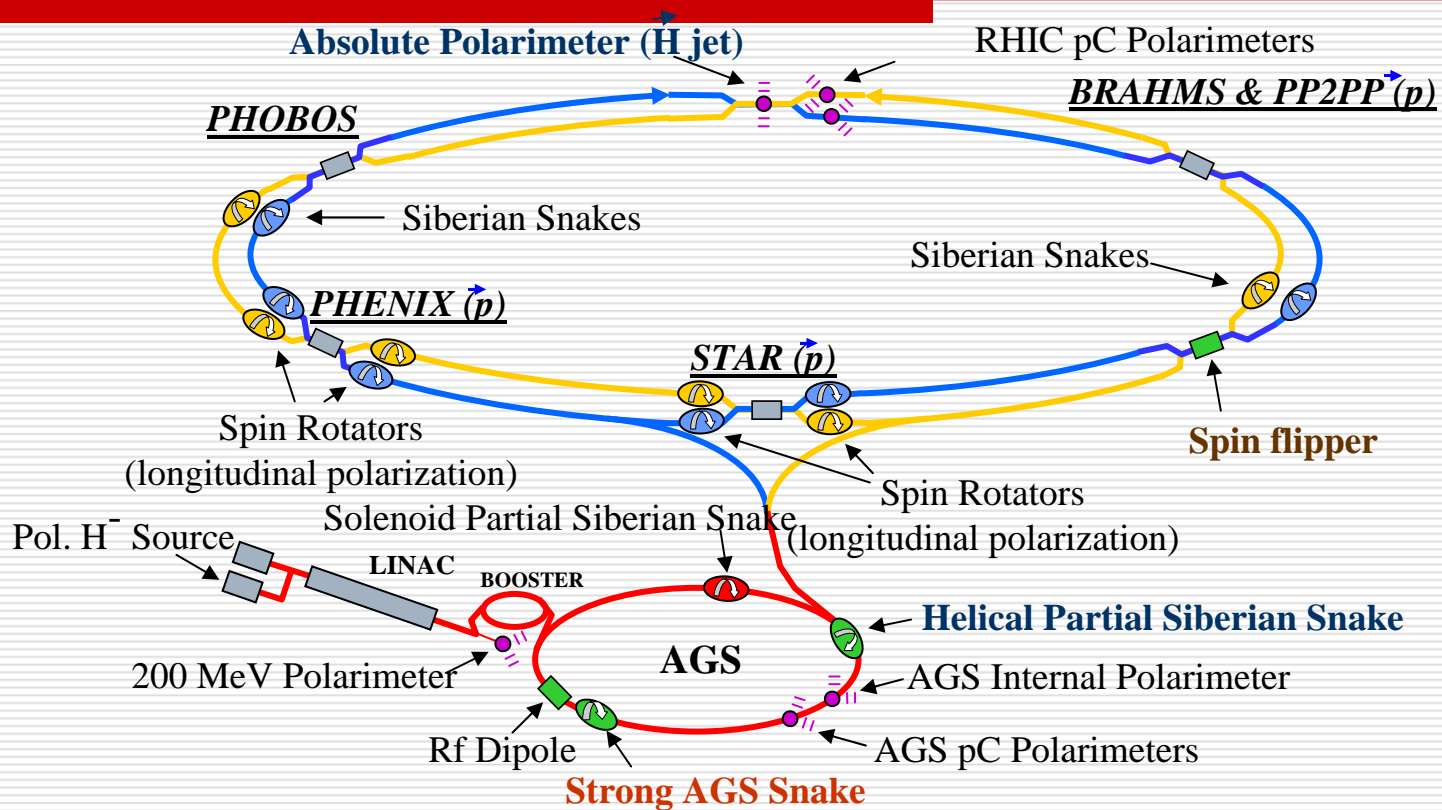 Absolute Polarimeter (H jet)
RHIC pC Polarimeters
BRAHMS & PP2PP (p)
PHOBOS
Siberian Snakes
Siberian Snakes
PHENIX (p)
STAR (p)
Spin Rotators
(longitudinal polarization)
Spin flipper
Spin Rotators
(longitudinal polarization)
Solenoid Partial Siberian Snake
Pol. H⁻ Source
LINAC
BOOSTER
Helical Partial Siberian Snake
AGS
200 MeV Polarimeter
AGS Internal Polarimeter
Rf Dipole
AGS pC Polarimeters
Strong AGS Snake